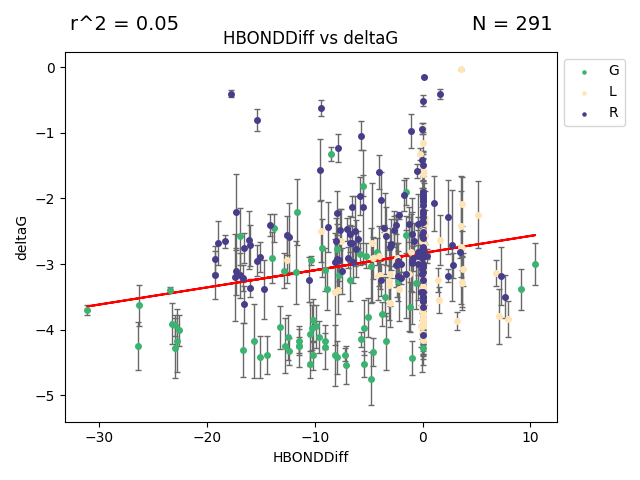 r^2 = 0.05
N = 291
HBONDDiff vs deltaG
G
L
R
deltaG
0
−1
−2
−3
−4
−5
−30
−20
−10
0
10
HBONDDiff